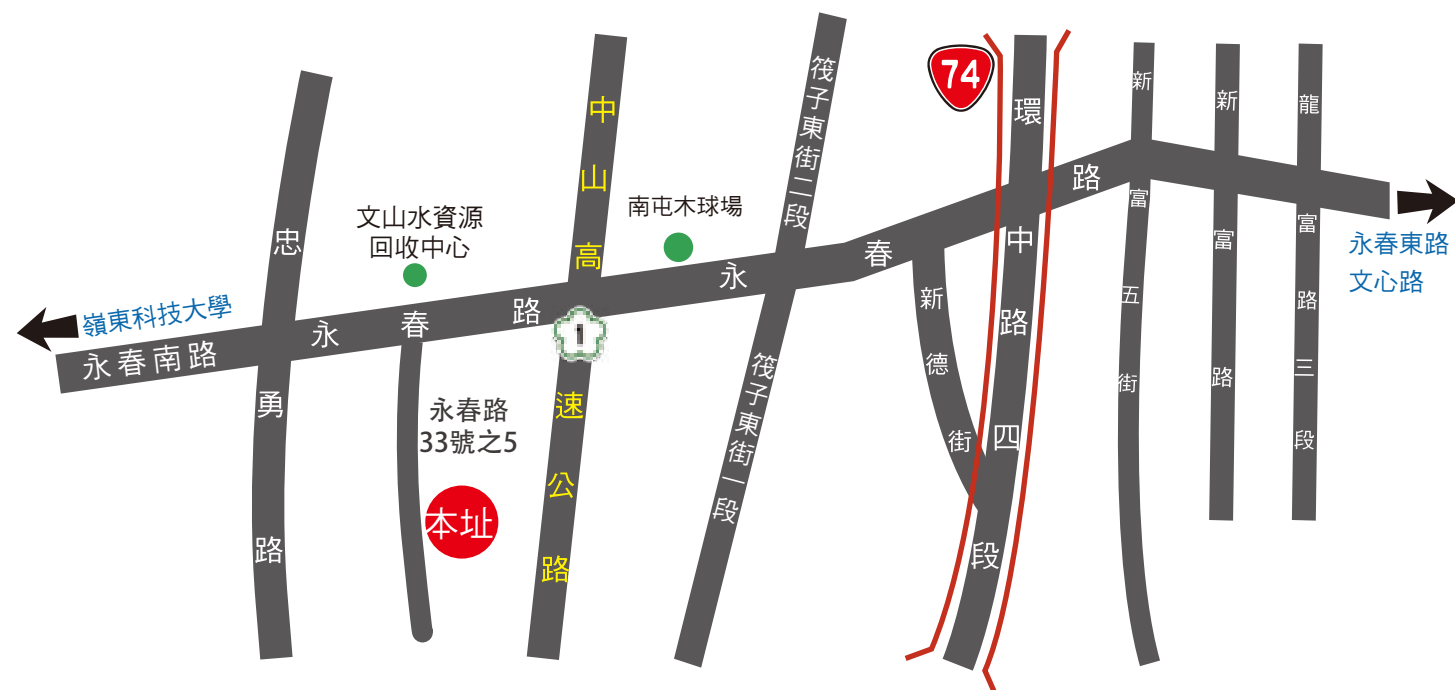 74
中山高速公路
筏子東街二段
環中路四段
新富五街
新富路
龍富路三段
忠勇路
文山水資源
回收中心
南屯木球場
永春路
永春路
永春東路
文心路
嶺東科技大學
永春南路
1
新德街
筏子東街一段
永春路
33號之5
本址